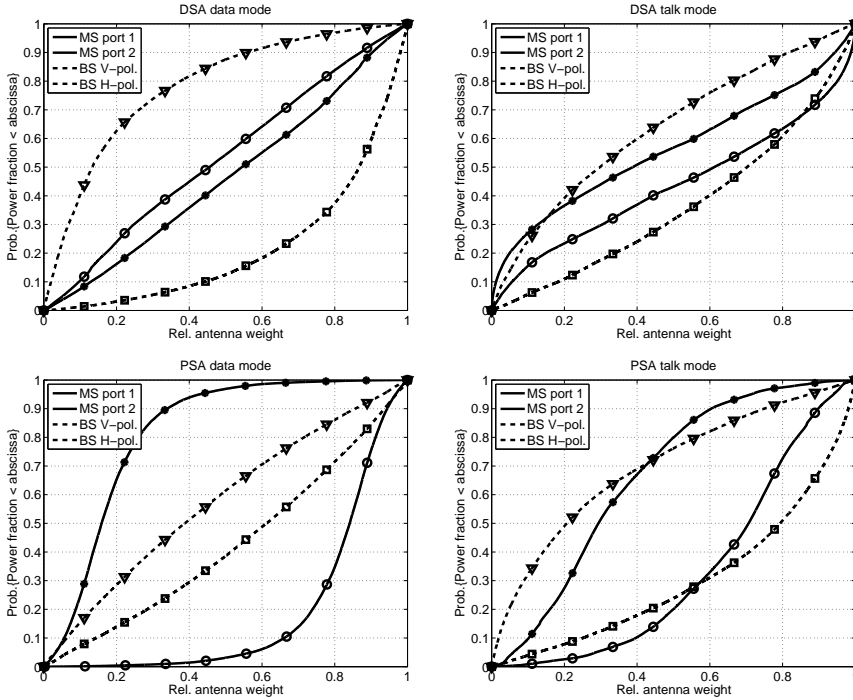 DSA data mode
MS port 1
MS port 2
BS V-pol.
BS H-pol.
Prob.{Power fraction < abscissa}
1
0.9
0.8
0.7
0.6
0.5
0.4
0.3
0.2
0.1
0
0 0.2 0.4 0.6 0.8 1
Rel. antenna weight
DSA talk mode
MS port 1
MS port 2
BS V-pol.
BS H-pol.
Prob.{Power fraction < abscissa}
1
0.9
0.8
0.7
0.6
0.5
0.4
0.3
0.2
0.1
0
0 0.2 0.4 0.6 0.8 1
Rel. antenna weight
PSA data mode
MS port 1
MS port 2
BS V-pol.
BS H-pol.
Prob.{Power fraction < abscissa}
1
0.9
0.8
0.7
0.6
0.5
0.4
0.3
0.2
0.1
0
0 0.2 0.4 0.6 0.8 1
Rel. antenna weight
PSA talk mode
MS port 1
MS port 2
BS V-pol.
BS H-pol.
Prob.{Power fraction < abscissa}
1
0.9
0.8
0.7
0.6
0.5
0.4
0.3
0.2
0.1
0
0 0.2 0.4 0.6 0.8 1
Rel. antenna weight